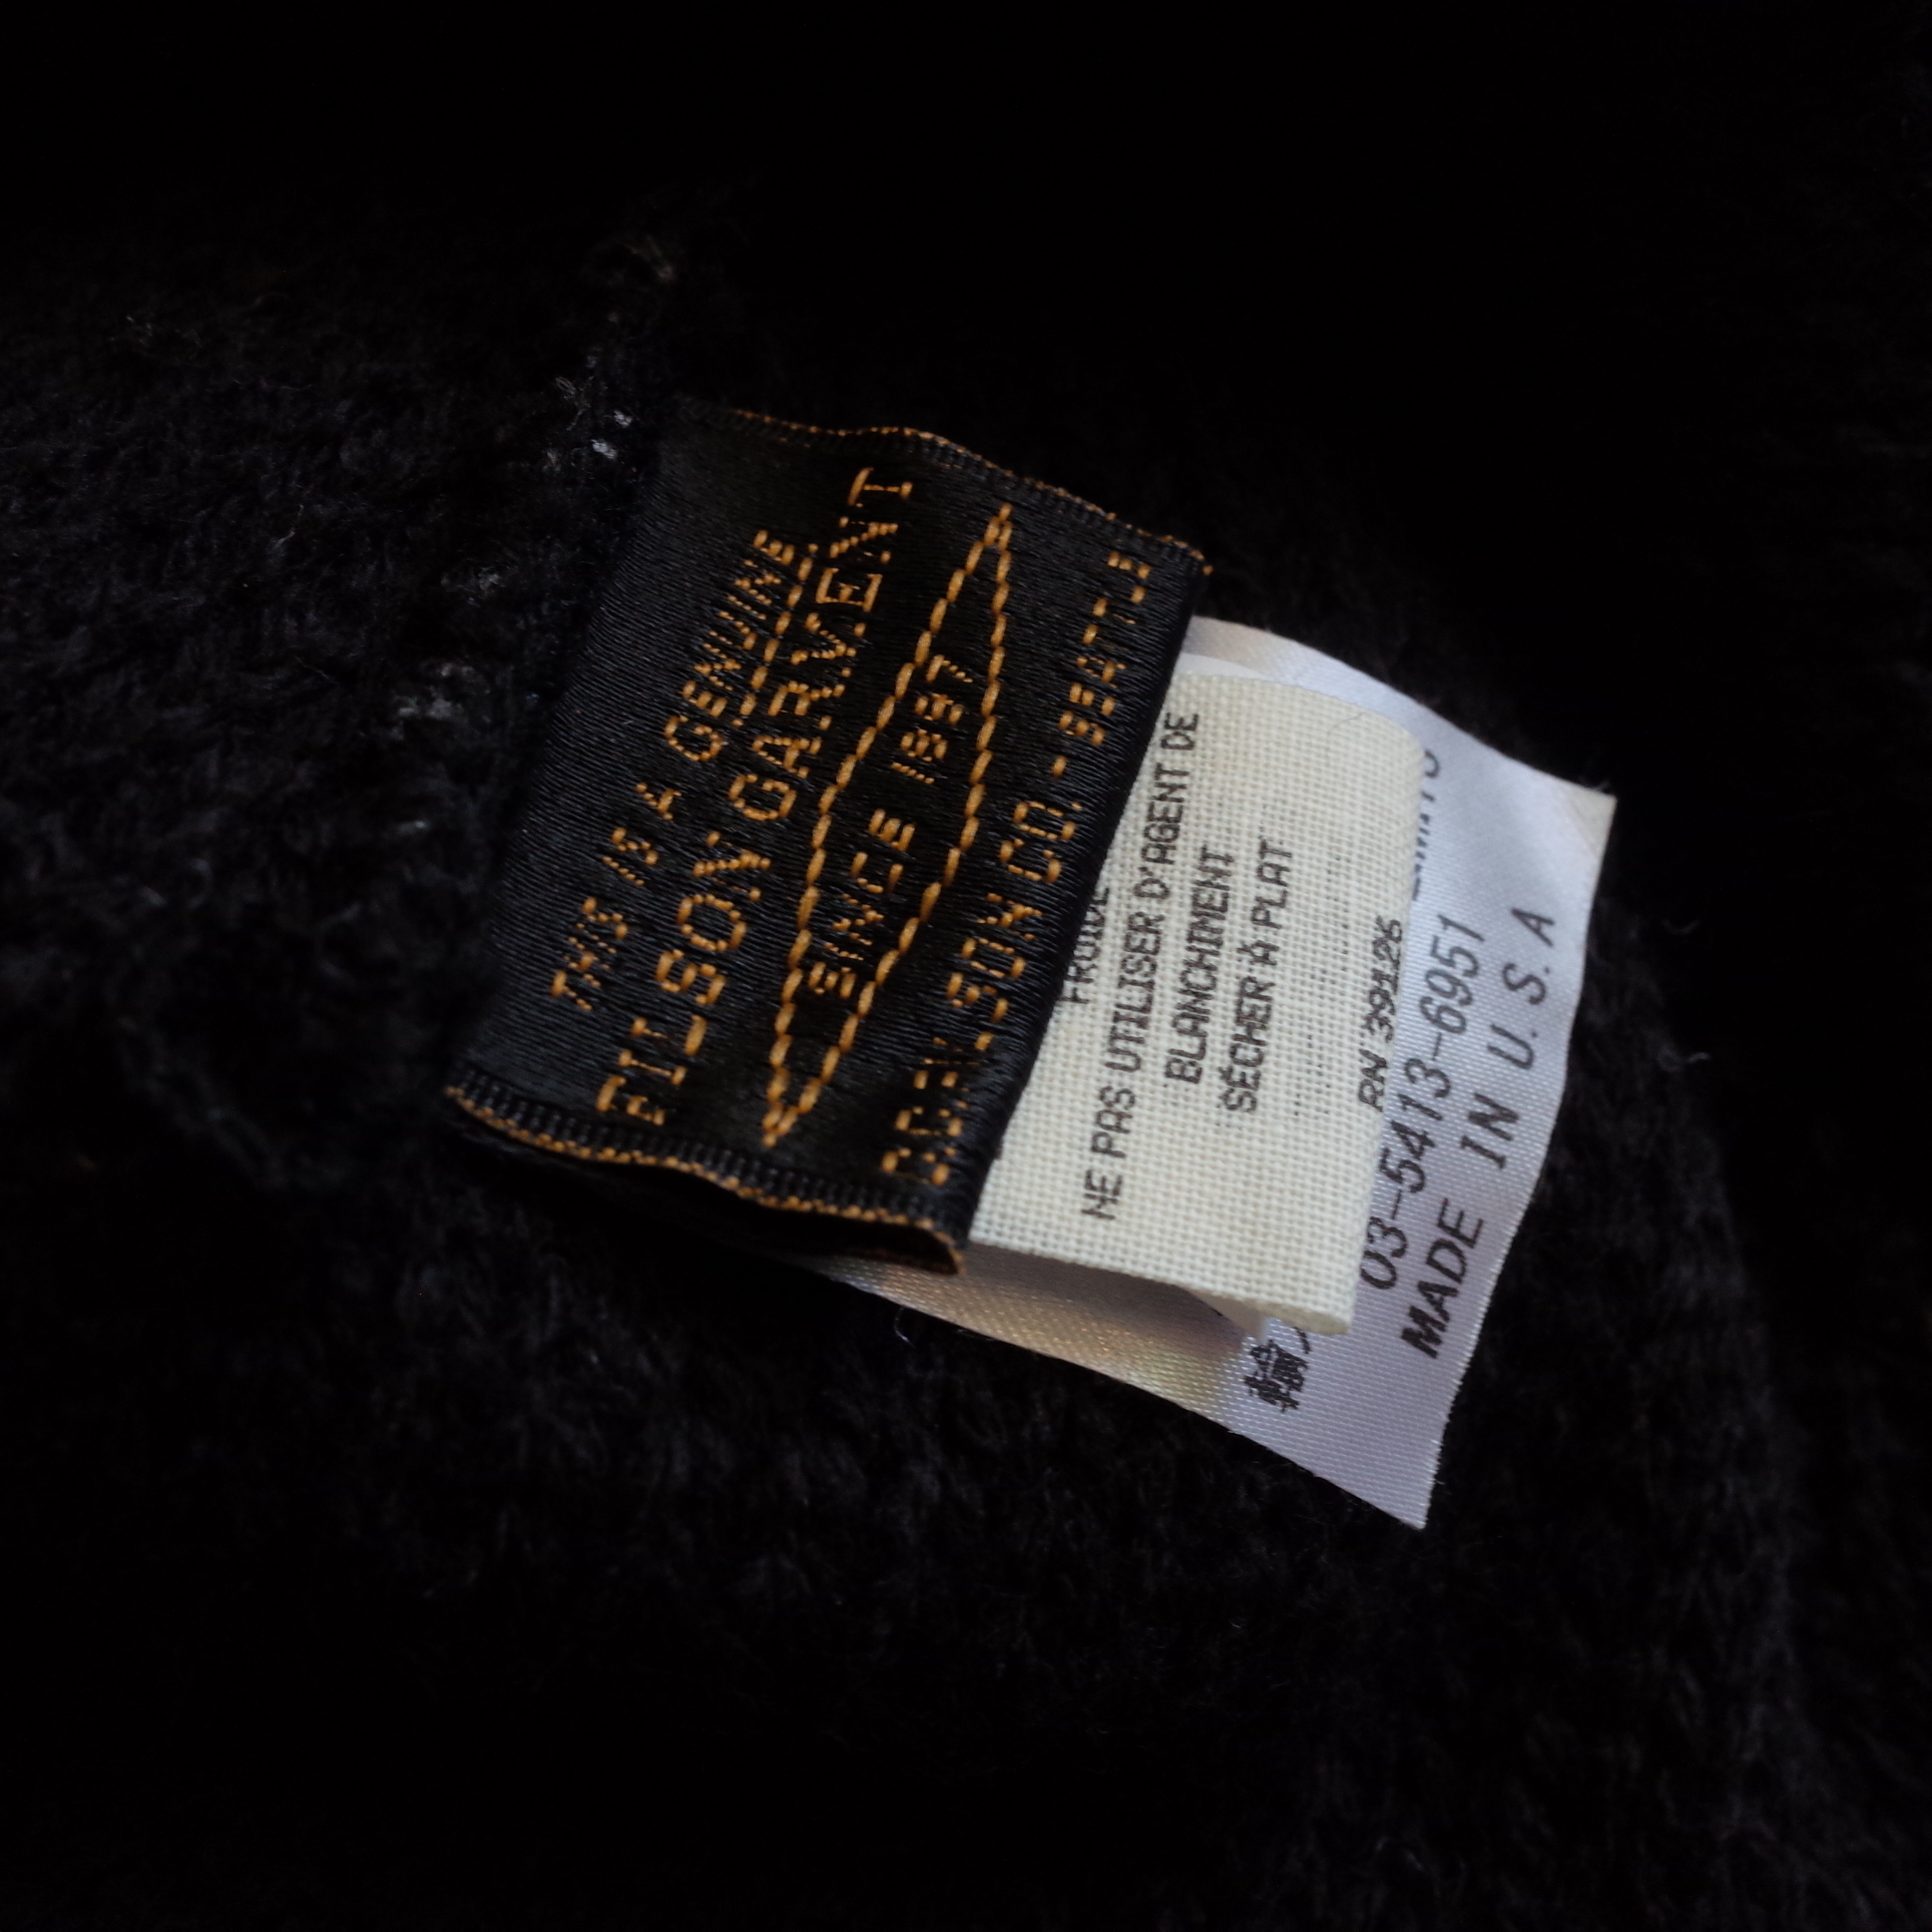 THIS IS A GENUINE
FILSON GARMENT
SINCE 1897
C.C. FILSON CO. - SEATTLE
FROIDE
NE PAS UTILISER D'AGENT DE
BLANCHIMENT
SÉCHER À PLAT
RN 39126
輸
03-5413-6951
MADE IN U.S.A